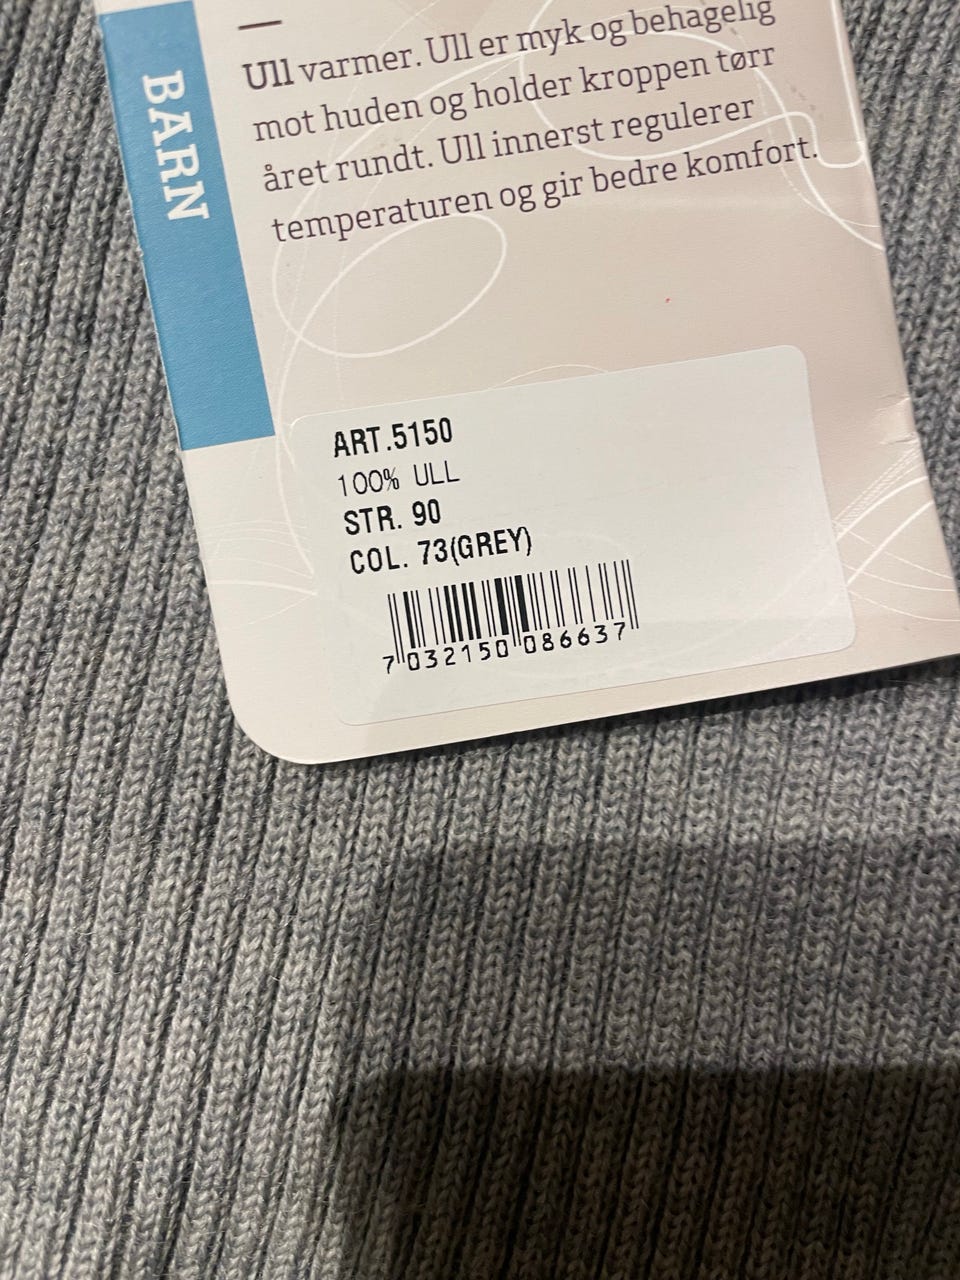 BARN
Ull varmer. Ull er myk og behagelig
mot huden og holder kroppen tørr
året rundt. Ull innerst regulerer
temperaturen og gir bedre komfort.
ART.5150
100% ULL
STR. 90
COL. 73(GREY)
7 032150 086637